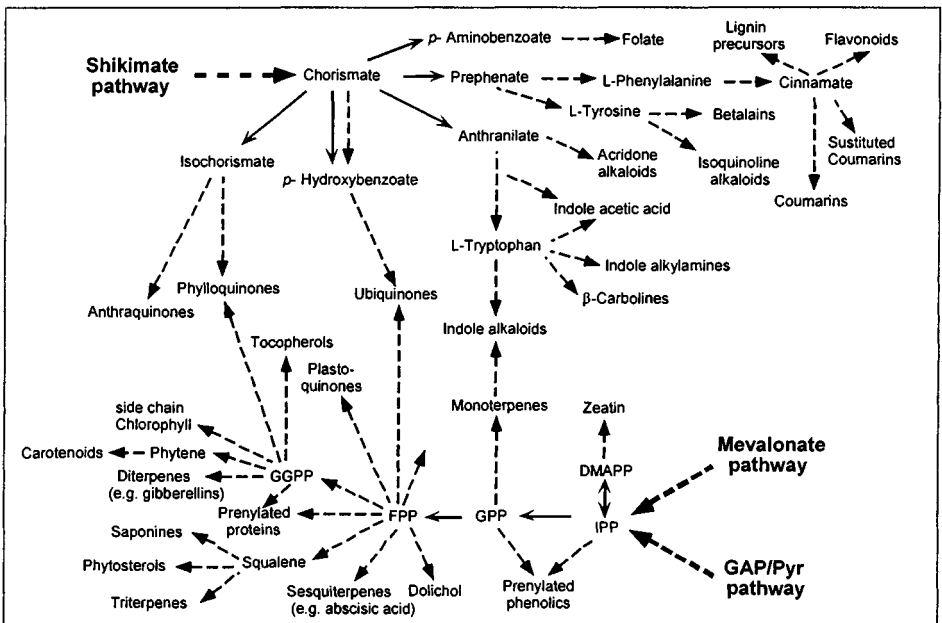 Shikimate
pathway
Chorismate
p- Aminobenzoate
Folate
Lignin
precursors
Flavonoids
Prephenate
L-Phenylalanine
Cinnamate
L-Tyrosine
Betalains
Anthranilate
Acridone
alkaloids
Isoquinoline
alkaloids
Sustituted
Coumarins
Coumarins
Isochorismate
p- Hydroxybenzoate
Indole acetic acid
L-Tryptophan
Indole alkylamines
β-Carbolines
Anthraquinones
Phylloquinones
Ubiquinones
Indole alkaloids
Tocopherols
Plasto-
quinones
Monoterpenes
Zeatin
side chain
Chlorophyll
Carotenoids
Phytene
Diterpenes
(e.g. gibberellins)
GGPP
DMAPP
Mevalonate
pathway
Prenylated
proteins
FPP
GPP
IPP
Saponines
Squalene
Phytosterols
Triterpenes
Sesquiterpenes
(e.g. abscisic acid)
Dolichol
Prenylated
phenolics
GAP/Pyr
pathway